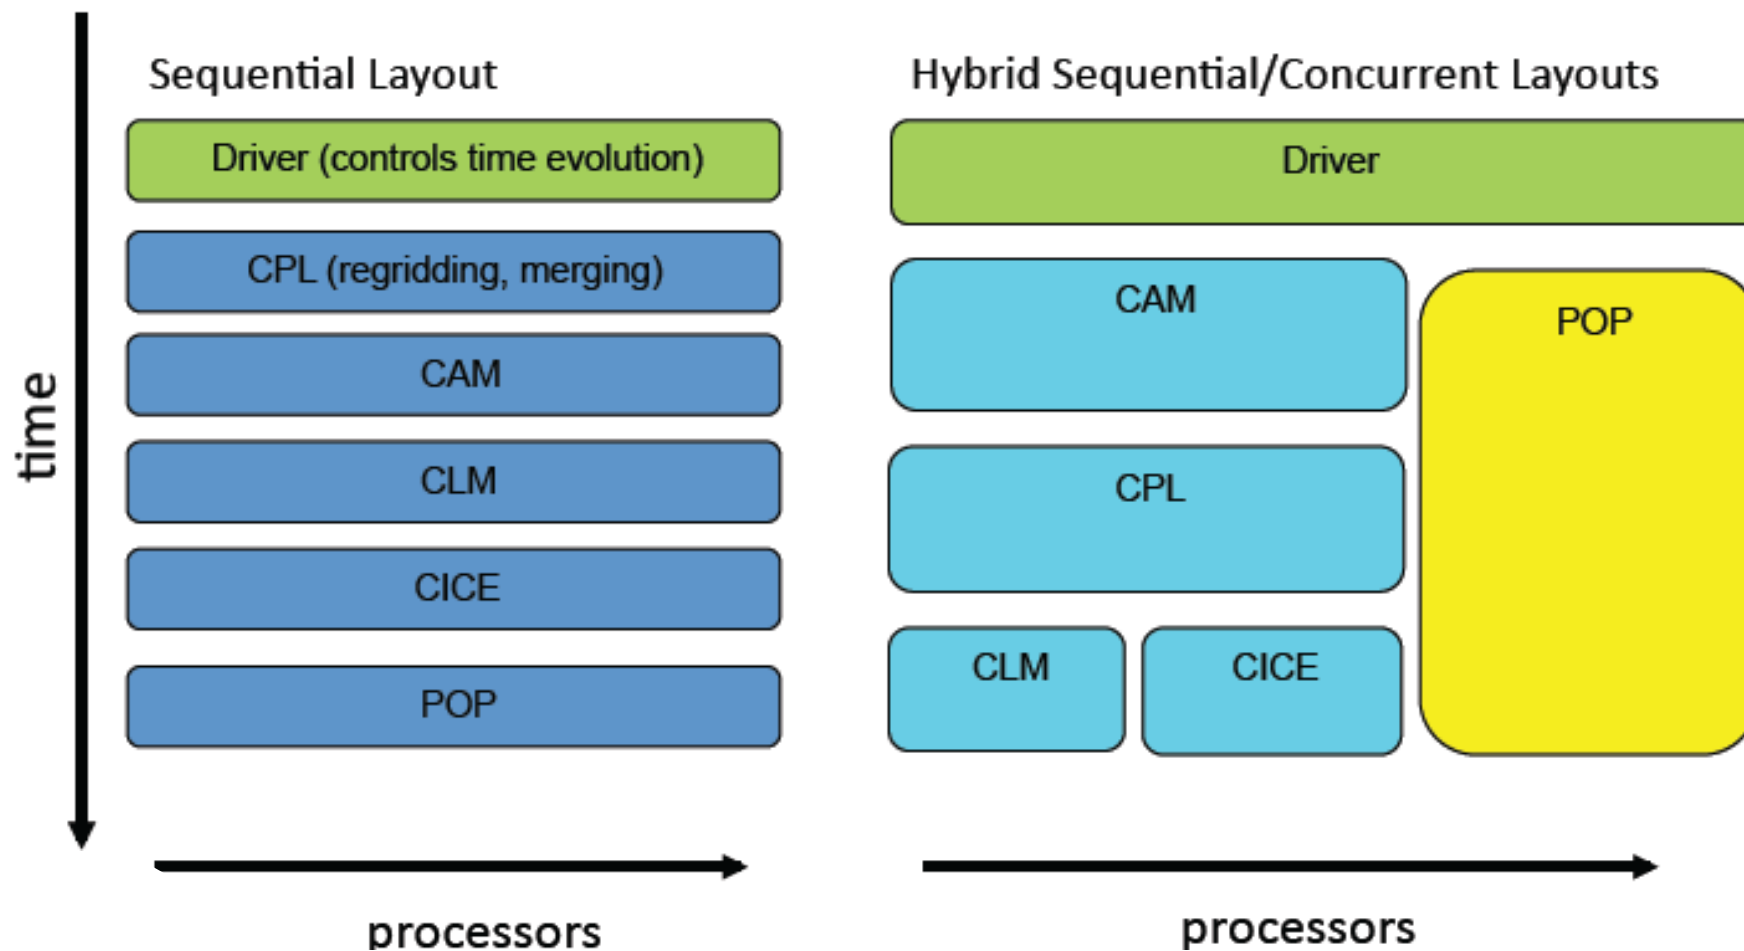 Sequential Layout
Driver (controls time evolution)
CPL (regridding, merging)
CAM
CLM
CICE
POP
time
processors
Hybrid Sequential/Concurrent Layouts
Driver
CAM
POP
CPL
CLM
CICE
processors